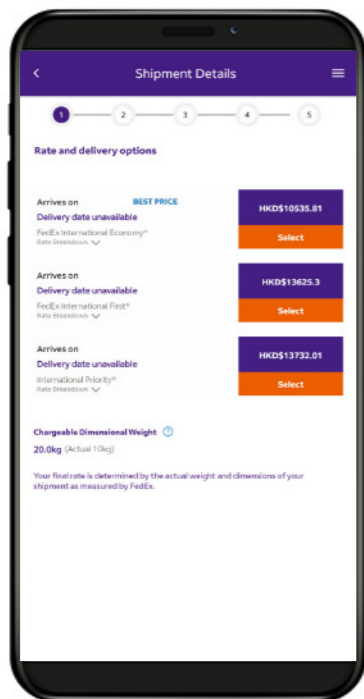 Shipment Details
1 2 3 4 5
Rate and delivery options
Arrives on BEST PRICE
Delivery date unavailable
FedEx International Economy®
Rate Breakdown
HKD$10535.81
Select
Arrives on
Delivery date unavailable
FedEx International First®
Rate Breakdown
HKD$13625.3
Select
Arrives on
Delivery date unavailable
International Priority®
Rate Breakdown
HKD$13732.01
Select
Chargeable Dimensional Weight ?
20.0kg (Actual 10kg)
Your final rate is determined by the actual weight and dimensions of your
shipment as measured by FedEx.